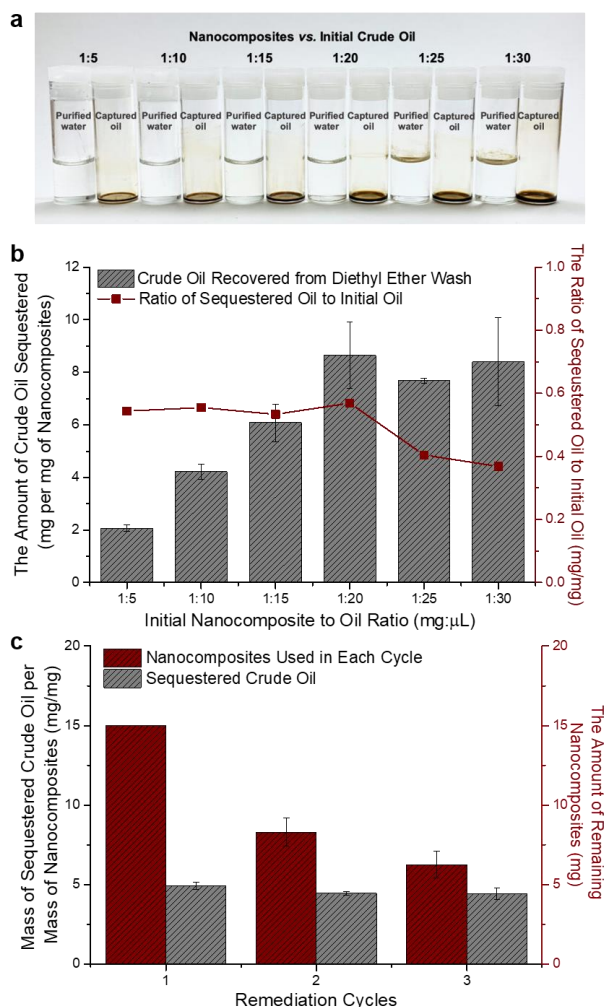 a
Nanocomposites vs. Initial Crude Oil
1:5 1:10 1:15 1:20 1:25 1:30
Purified water Captured oil Purified water Captured oil Purified water Captured oil Purified water Captured oil Purified water Captured oil Purified water Captured oil
b
The Amount of Crude Oil Sequestered
(mg per mg of Nanocomposites)
12
10
8
6
4
2
0
Crude Oil Recovered from Diethyl Ether Wash
Ratio of Sequestered Oil to Initial Oil
1.0
0.8
0.6
0.4
0.2
0.0
The Ratio of Seqeustered Oil to Initial Oil (mg/mg)
1:5 1:10 1:15 1:20 1:25 1:30
Initial Nanocomposite to Oil Ratio (mg:μL)
c
Mass of Sequestered Crude Oil per
Mass of Nanocomposites (mg/mg)
20
15
10
5
0
Nanocomposites Used in Each Cycle
Sequestered Crude Oil
20
15
10
5
0
The Amount of Remaining
Nanocomposites (mg)
1 2 3
Remediation Cycles